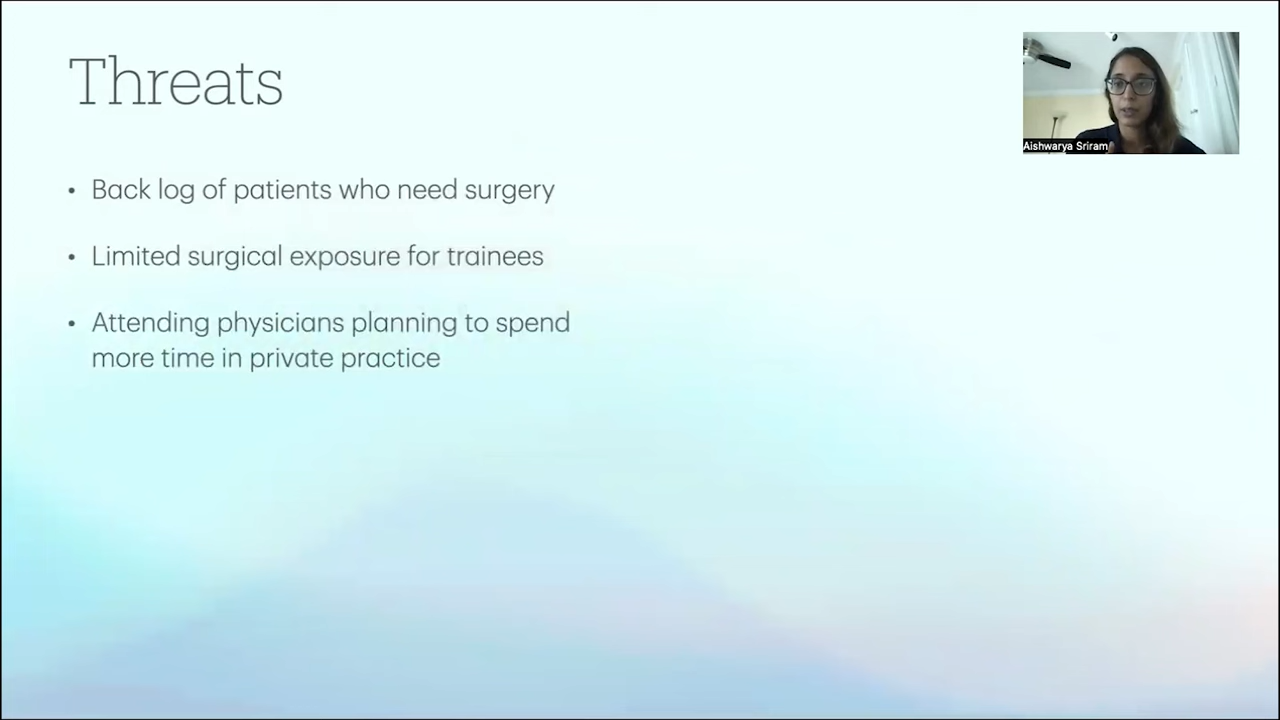 Threats
Aishwarya Sriram
• Back log of patients who need surgery
• Limited surgical exposure for trainees
• Attending physicians planning to spend
more time in private practice